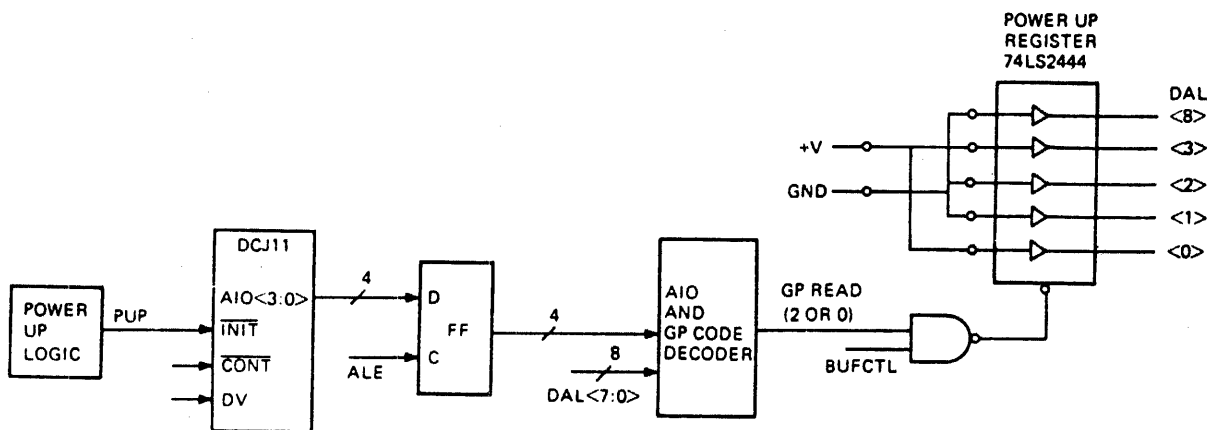 POWER UP
REGISTER
74LS2444
DAL
<8>
+V
<3>
GND
<2>
<1>
<0>
DCJ11
AIO<3:0>
4
D
FF
C
ALE
POWER
UP
LOGIC
PUP
INIT
CONT
DV
4
8
DAL<7:0>
AIO
AND
GP CODE
DECODER
GP READ
(2 OR 0)
BUFCTL